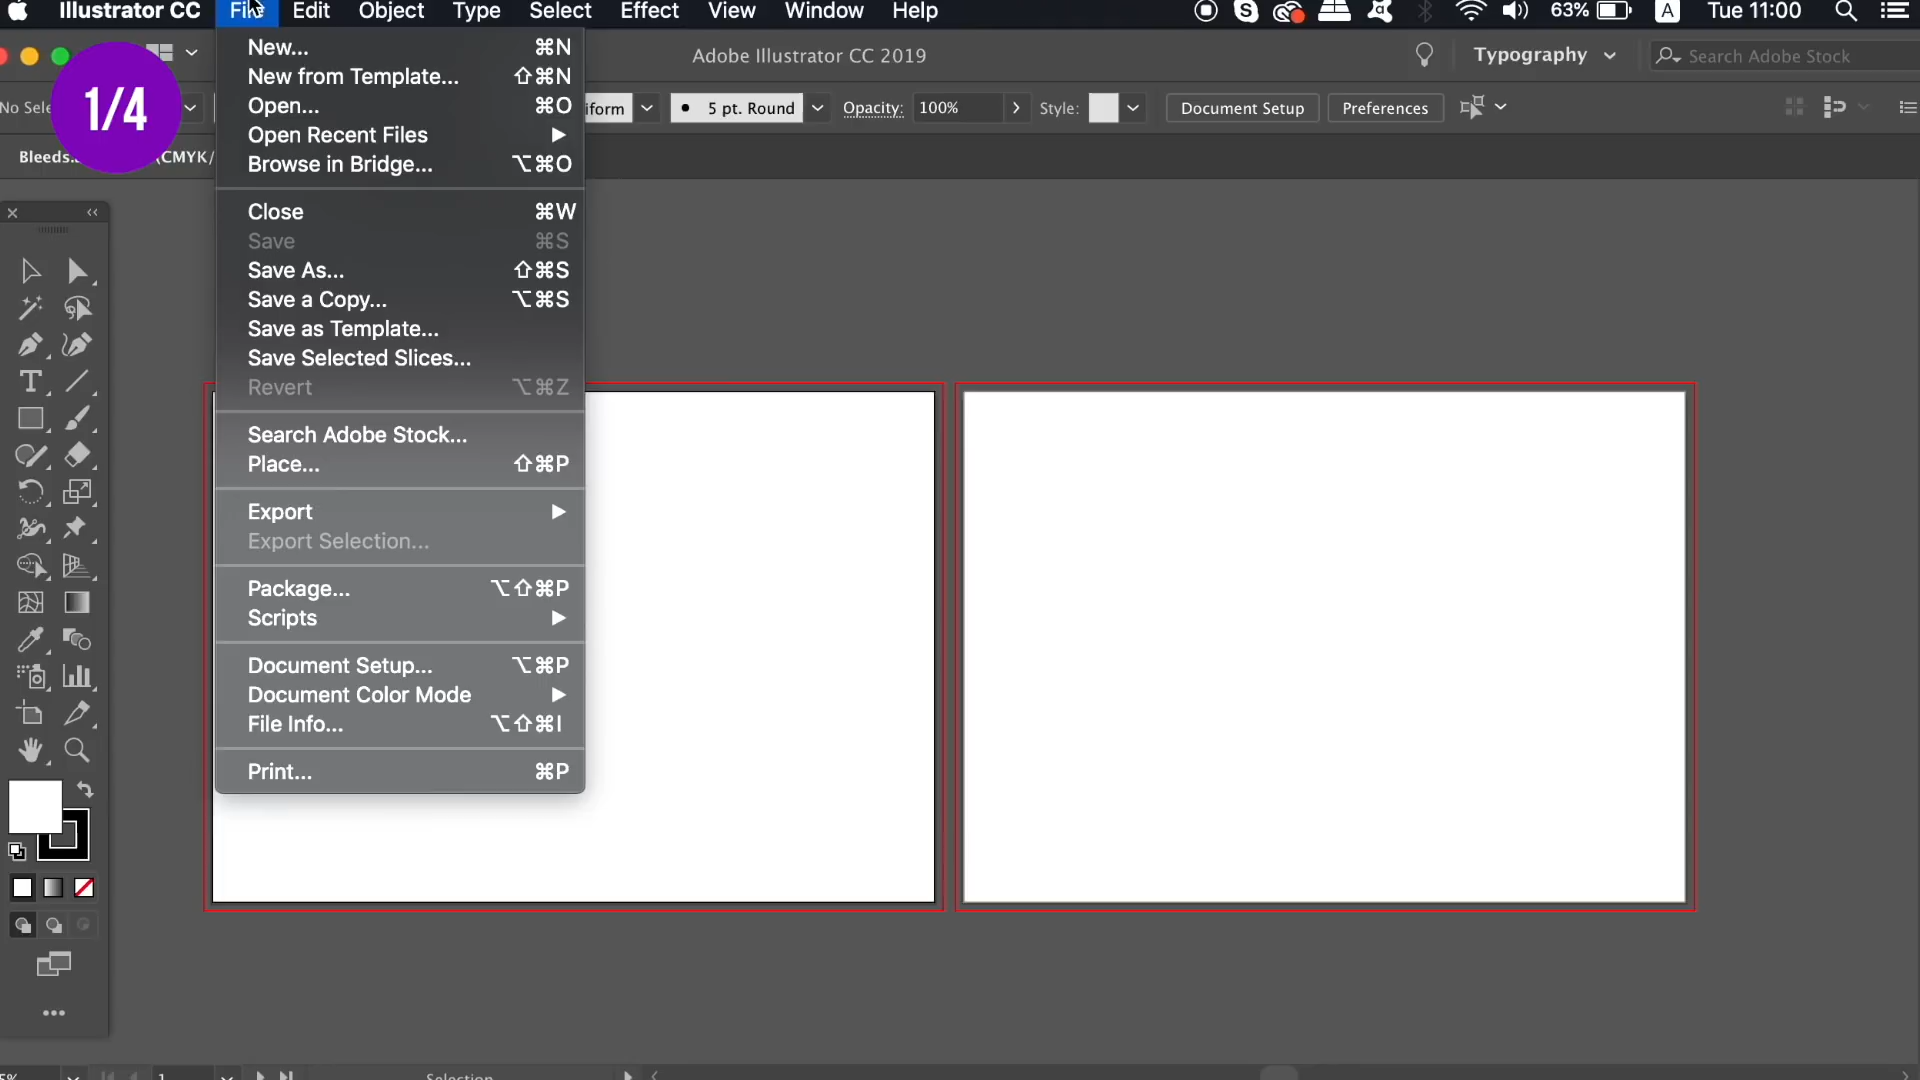 Illustrator CC File Edit Object Type Select Effect View Window Help 63% A Tue 11:00
Adobe Illustrator CC 2019 Typography Search Adobe Stock
1/4
No Sele iform 5 pt. Round Opacity: 100% Style: Document Setup Preferences
Bleeds. (CMYK/
New... ⌘N
New from Template... ⇧⌘N
Open... ⌘O
Open Recent Files ▶
Browse in Bridge... ⌥⌘O
Close ⌘W
Save ⌘S
Save As... ⇧⌘S
Save a Copy... ⌥⌘S
Save as Template...
Save Selected Slices...
Revert ⌥⌘Z
Search Adobe Stock...
Place... ⇧⌘P
Export ▶
Export Selection...
Package... ⌥⇧⌘P
Scripts ▶
Document Setup... ⌥⌘P
Document Color Mode ▶
File Info... ⌥⇧⌘I
Print... ⌘P
5% 1 Selection